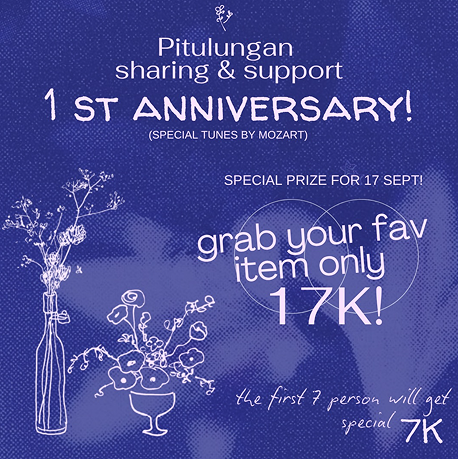 Pitulungan
sharing & support
1 ST ANNIVERSARY!
(SPECIAL TUNES BY MOZART)
SPECIAL PRIZE FOR 17 SEPT!
grab your fav
item only
17K!
the first 7 person will get
special 7K